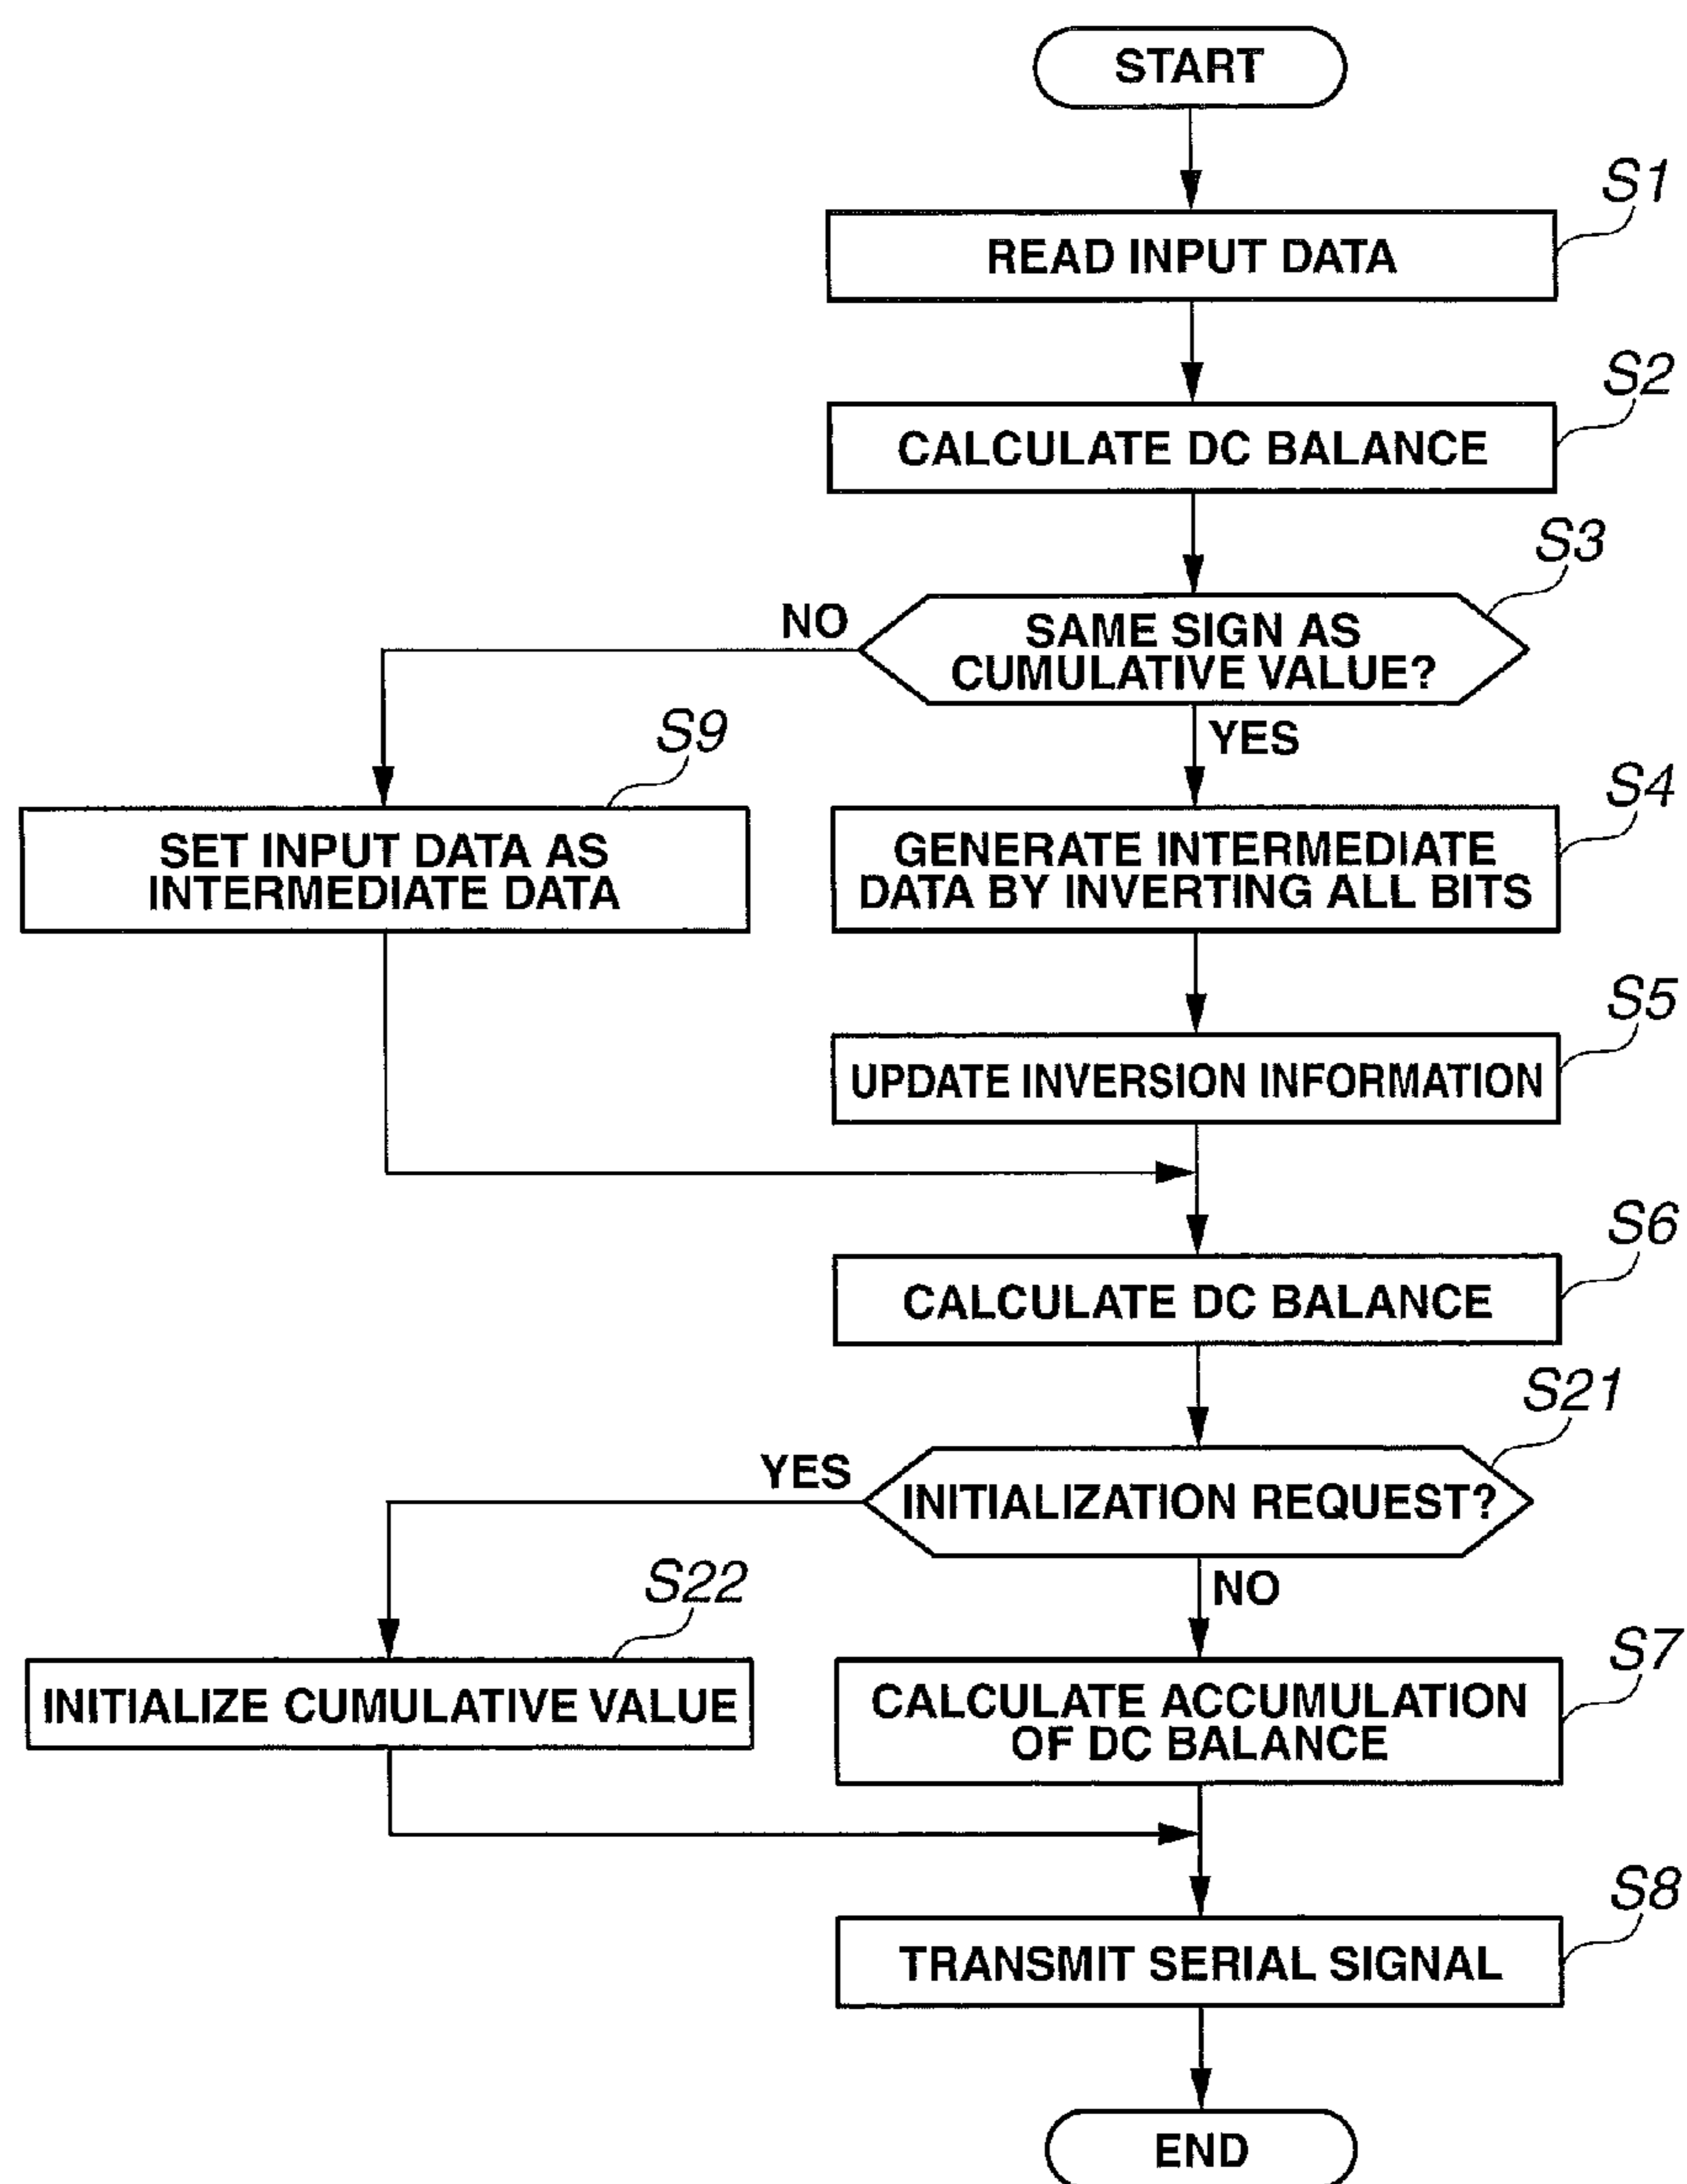 START
S1
READ INPUT DATA
S2
CALCULATE DC BALANCE
S3
NO
SAME SIGN AS
CUMULATIVE VALUE?
YES
S9
SET INPUT DATA AS
INTERMEDIATE DATA
S4
GENERATE INTERMEDIATE
DATA BY INVERTING ALL BITS
S5
UPDATE INVERSION INFORMATION
S6
CALCULATE DC BALANCE
S21
YES
INITIALIZATION REQUEST?
NO
S22
INITIALIZE CUMULATIVE VALUE
S7
CALCULATE ACCUMULATION
OF DC BALANCE
S8
TRANSMIT SERIAL SIGNAL
END